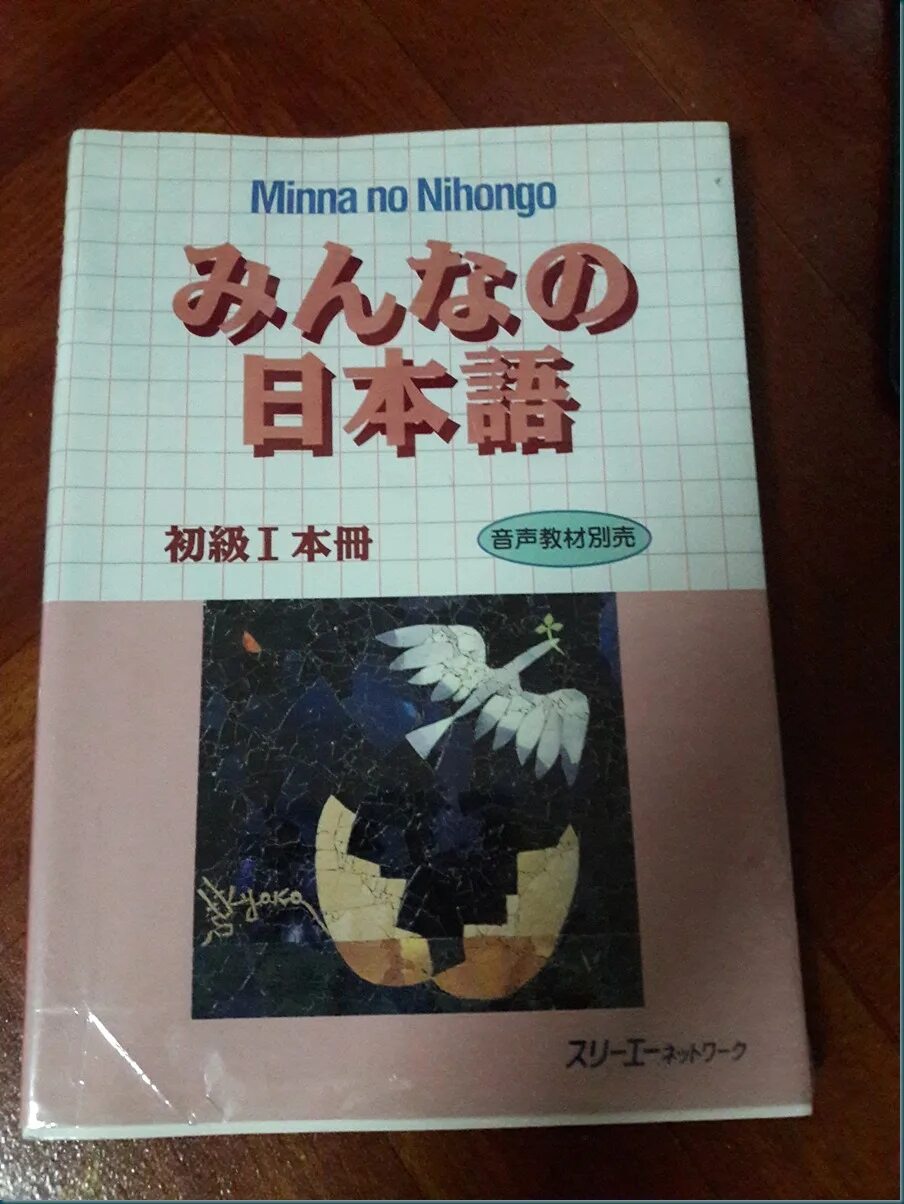 Minna no Nihongo
みんなの
日本語
初級Ⅰ本冊
音声教材別売
Kyoko
スリーエーネットワーク